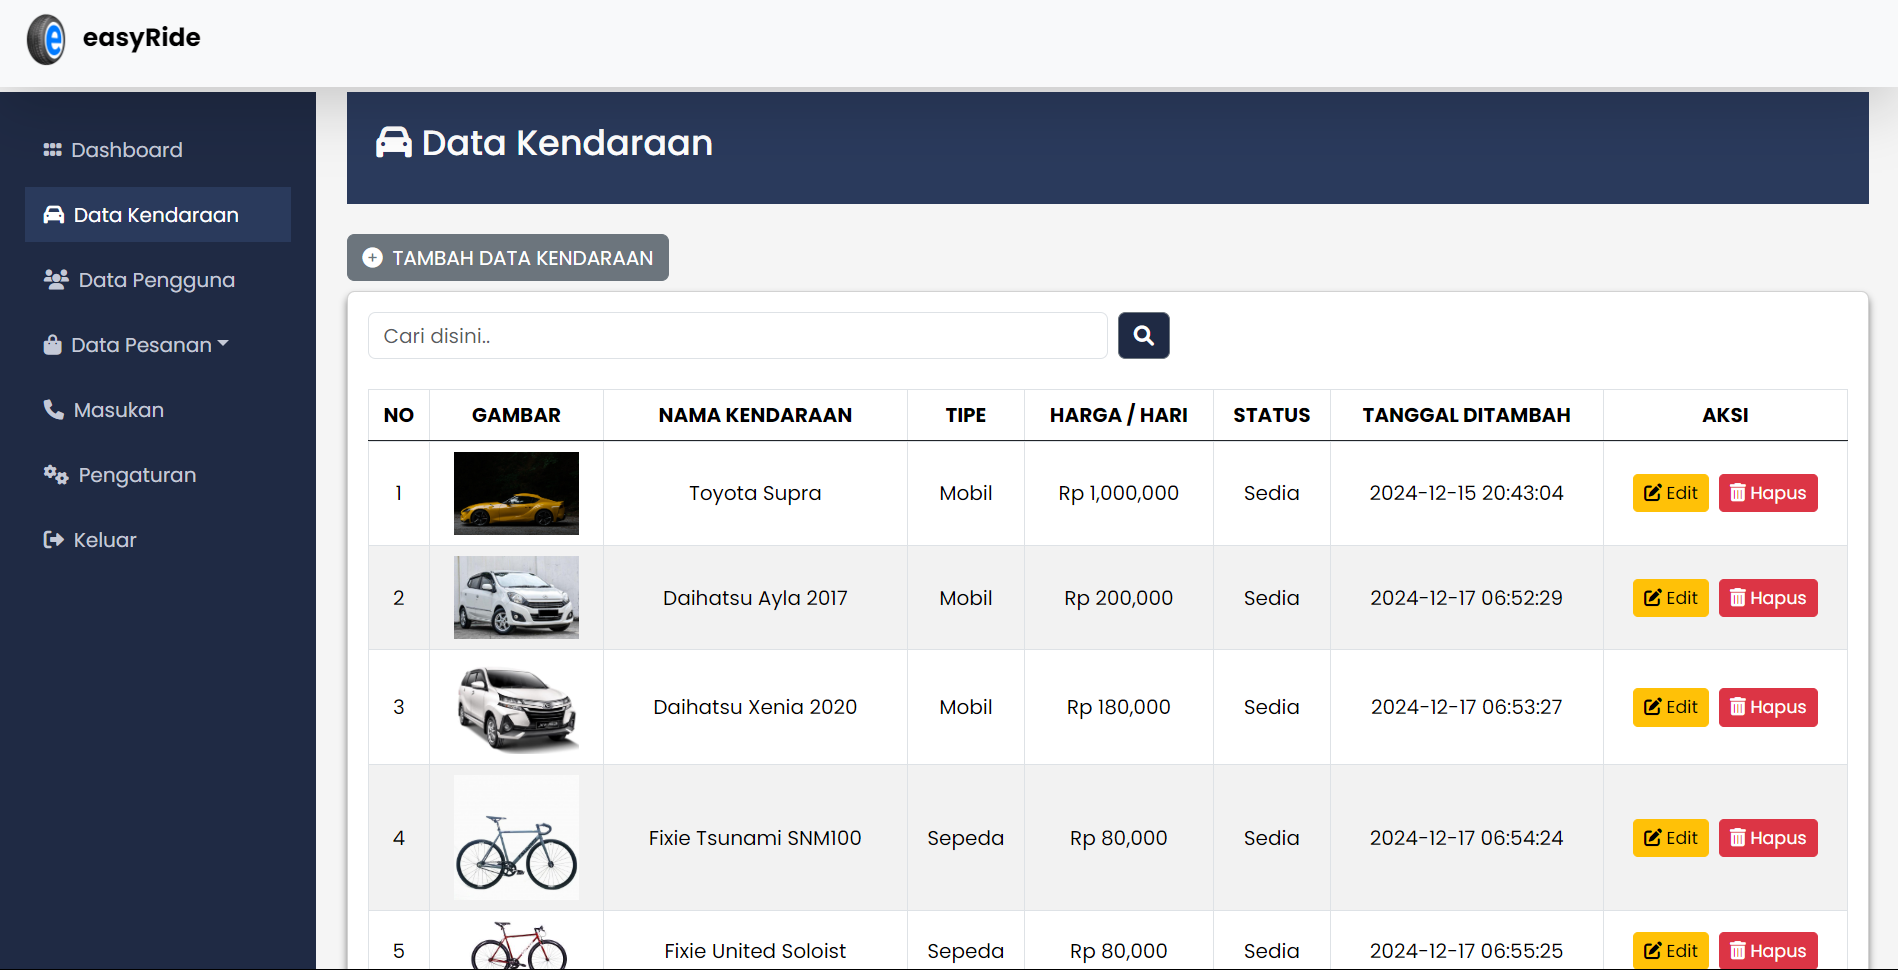 easyRide
Dashboard
Data Kendaraan
Data Pengguna
Data Pesanan
Masukan
Pengaturan
Keluar
Data Kendaraan
TAMBAH DATA KENDARAAN
Cari disini..
NO GAMBAR NAMA KENDARAAN TIPE HARGA / HARI STATUS TANGGAL DITAMBAH AKSI
1 Toyota Supra Mobil Rp 1,000,000 Sedia 2024-12-15 20:43:04 Edit Hapus
2 Daihatsu Ayla 2017 Mobil Rp 200,000 Sedia 2024-12-17 06:52:29 Edit Hapus
3 Daihatsu Xenia 2020 Mobil Rp 180,000 Sedia 2024-12-17 06:53:27 Edit Hapus
4 Fixie Tsunami SNM100 Sepeda Rp 80,000 Sedia 2024-12-17 06:54:24 Edit Hapus
5 Fixie United Soloist Sepeda Rp 80,000 Sedia 2024-12-17 06:55:25 Edit Hapus